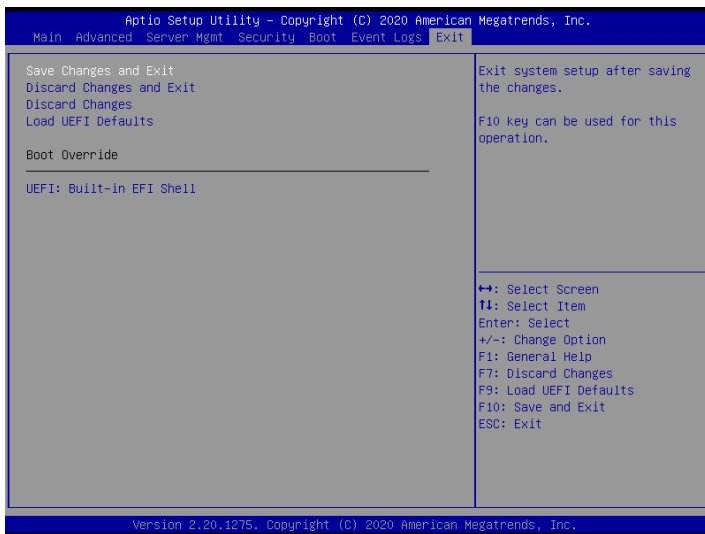 Aptio Setup Utility – Copyright (C) 2020 American Megatrends, Inc.
Main Advanced Server Mgmt Security Boot Event Logs Exit
Save Changes and Exit
Discard Changes and Exit
Discard Changes
Load UEFI Defaults
Boot Override
UEFI: Built-in EFI Shell
Exit system setup after saving
the changes.
F10 key can be used for this
operation.
↔: Select Screen
↑↓: Select Item
Enter: Select
+/-: Change Option
F1: General Help
F7: Discard Changes
F9: Load UEFI Defaults
F10: Save and Exit
ESC: Exit
Version 2.20.1275. Copyright (C) 2020 American Megatrends, Inc.